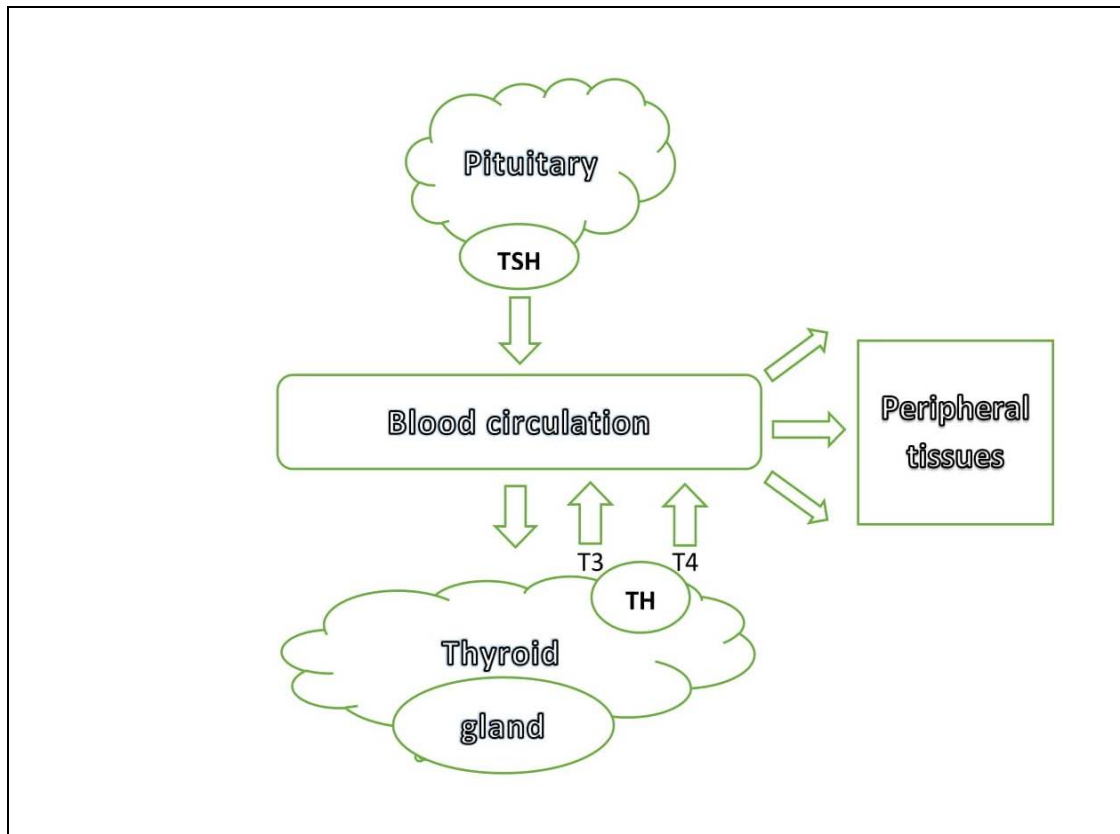 Pituitary
TSH
Blood circulation
Peripheral
tissues
T3
T4
TH
Thyroid
gland